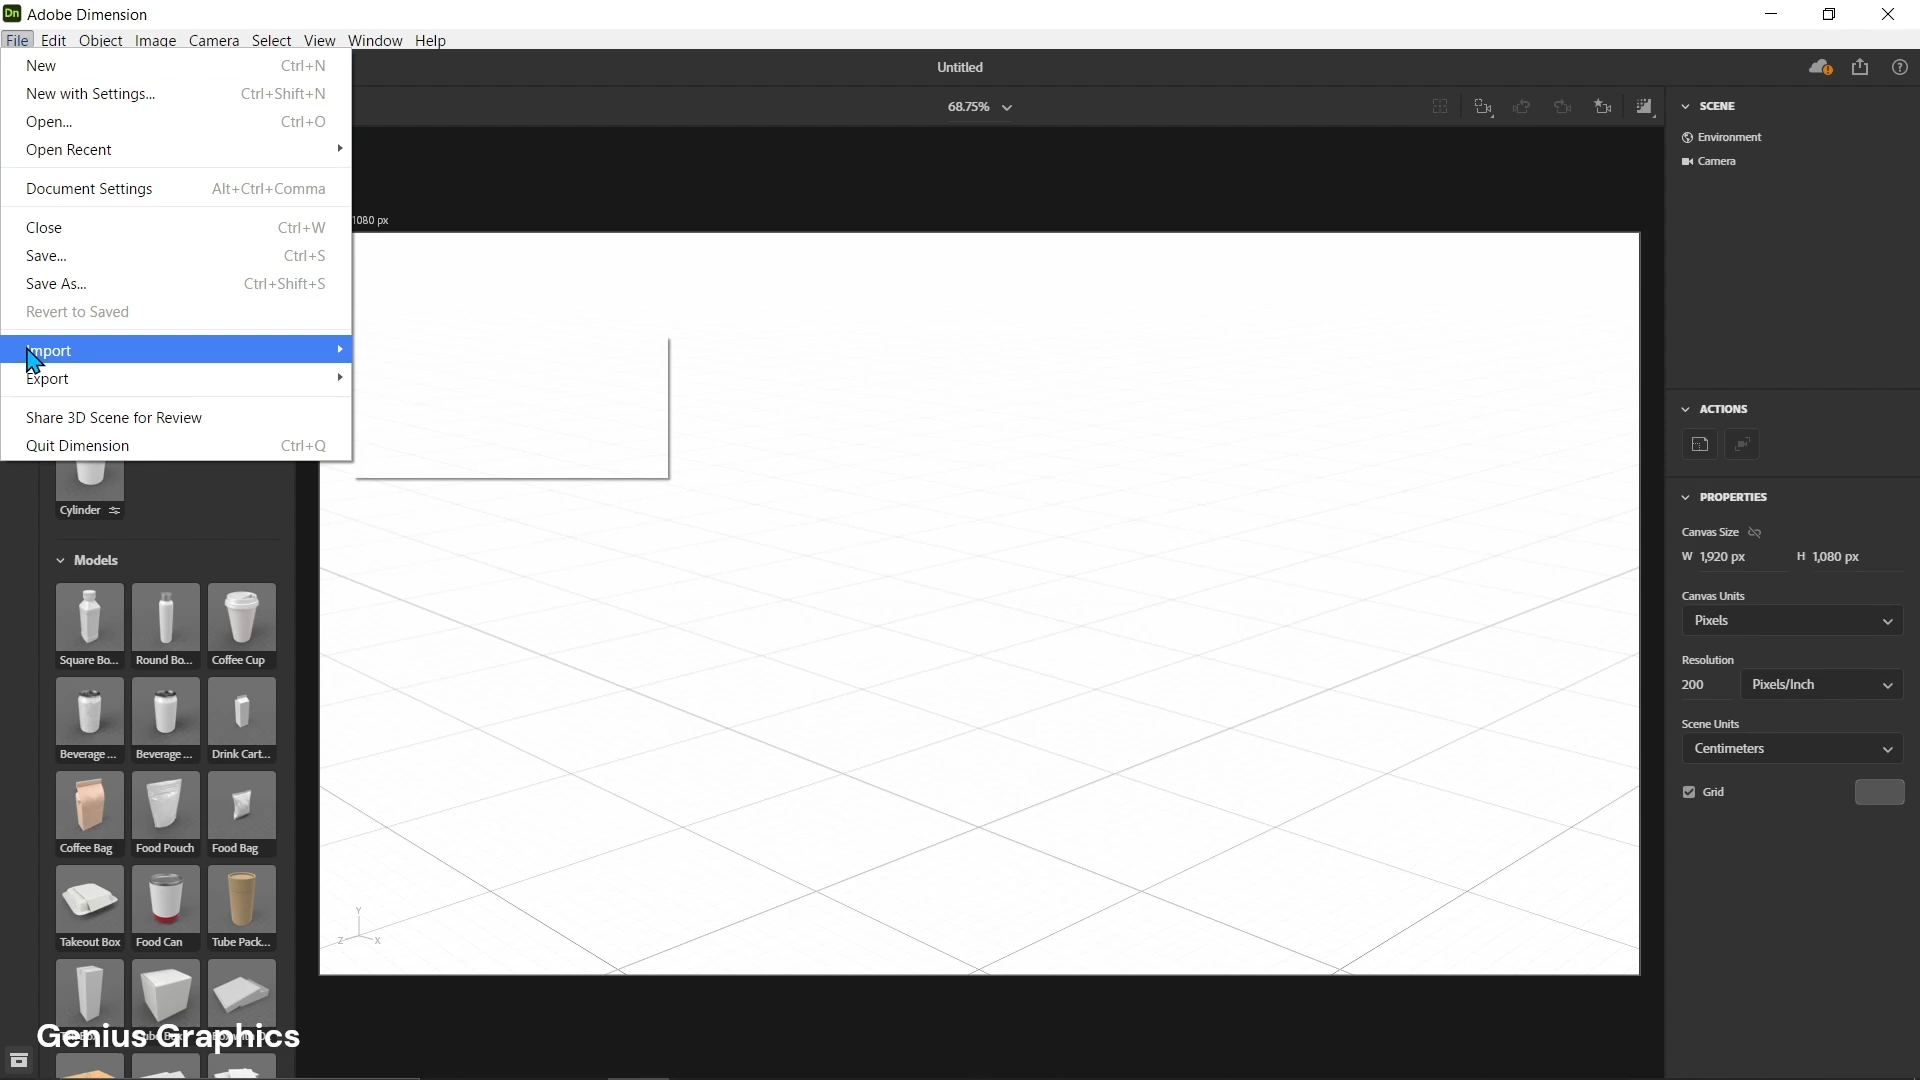 Dn Adobe Dimension
File Edit Object Image Camera Select View Window Help
New Ctrl+N
New with Settings... Ctrl+Shift+N
Open... Ctrl+O
Open Recent
Document Settings Alt+Ctrl+Comma
Close Ctrl+W
Save... Ctrl+S
Save As... Ctrl+Shift+S
Revert to Saved
Import
Export
Share 3D Scene for Review
Quit Dimension Ctrl+Q
Untitled
68.75%
1080 px
Cylinder
Models
Square Bo... Round Bo... Coffee Cup
Beverage ... Beverage ... Drink Cart...
Coffee Bag Food Pouch Food Bag
Takeout Box Food Can Tube Pack...
Genius Graphics
Y
Z X
SCENE
Environment
Camera
ACTIONS
PROPERTIES
Canvas Size
W 1,920 px H 1,080 px
Canvas Units
Pixels
Resolution
200 Pixels/Inch
Scene Units
Centimeters
Grid